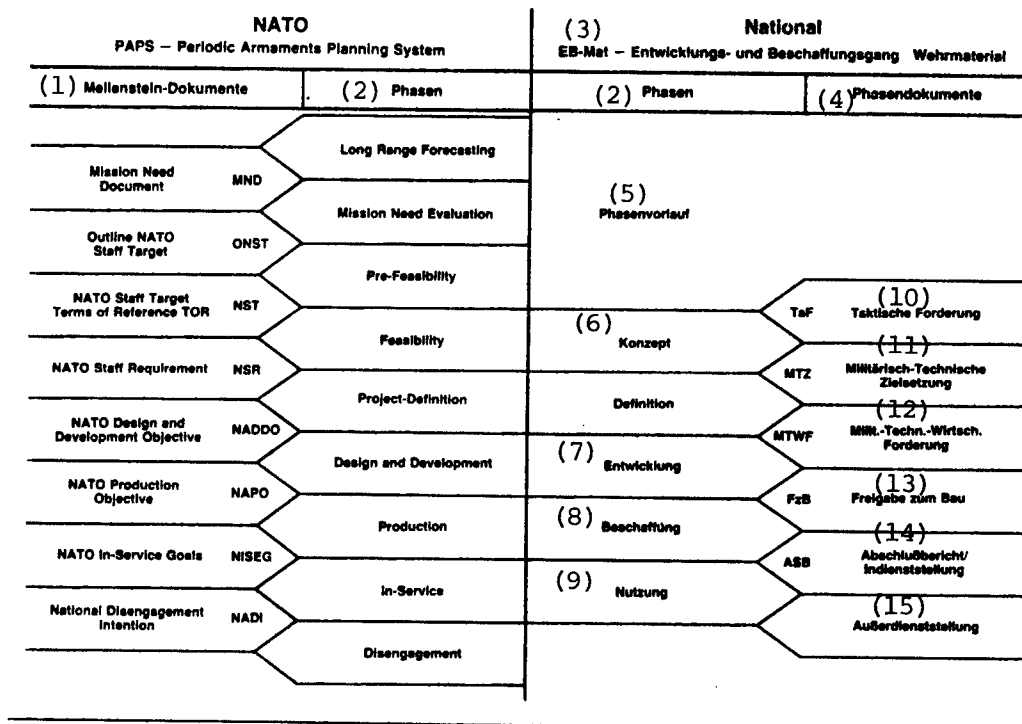 NATO
PAPS – Periodic Armaments Planning System
(3) National
EB-Mat – Entwicklungs- und Beschaffungsgang Wehrmaterial
(1) Meilenstein-Dokumente
(2) Phasen
(2) Phasen
(4) Phasendokumente
Long Range Forecasting
Mission Need
Document
MND
Mission Need Evaluation
(5)
Phasenvorlauf
Outline NATO
Staff Target
ONST
Pre-Feasibility
NATO Staff Target
Terms of Reference TOR
NST
TaF
(10)
Taktische Forderung
Feasibility
(6) Konzept
NATO Staff Requirement
NSR
MTZ
(11)
Militärisch-Technische
Zielsetzung
Project-Definition
Definition
NATO Design and
Development Objective
NADDO
MTWF
(12)
Milit.-Techn.-Wirtsch.
Forderung
Design and Development
(7) Entwicklung
NATO Production
Objective
NAPO
FzB
(13)
Freigabe zum Bau
Production
(8) Beschaffung
NATO In-Service Goals
NISEG
ASB
(14)
Abschlußbericht/
Indienststellung
In-Service
(9) Nutzung
National Disengagement
Intention
NADI
(15)
Außerdienststellung
Disengagement